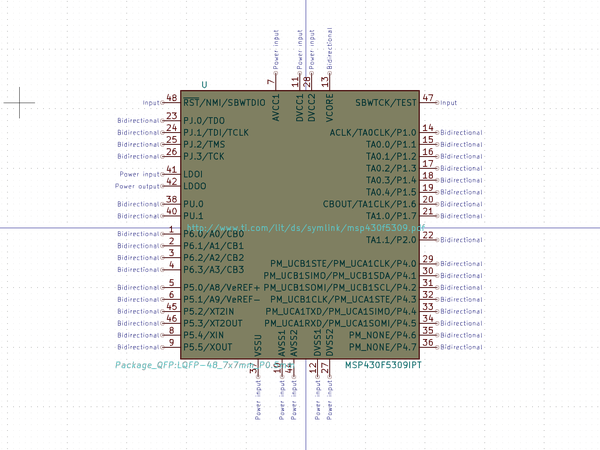 Power input
Power input
Power input
Bidirectional
7
11
28
13
U
AVCC1
DVCC1
DVCC2
VCORE
Input 48 RST/NMI/SBWTDIO SBWTCK/TEST 47 Input
Bidirectional 23 PJ.0/TDO
Bidirectional 24 PJ.1/TDI/TCLK ACLK/TA0CLK/P1.0 14 Bidirectional
Bidirectional 25 PJ.2/TMS TA0.0/P1.1 15 Bidirectional
Bidirectional 26 PJ.3/TCK TA0.1/P1.2 16 Bidirectional
TA0.2/P1.3 17 Bidirectional
Power input 41 LDOI TA0.3/P1.4 18 Bidirectional
Power output 42 LDOO TA0.4/P1.5 19 Bidirectional
Bidirectional 38 PU.0 CBOUT/TA1CLK/P1.6 20 Bidirectional
Bidirectional 40 PU.1 TA1.0/P1.7 21 Bidirectional
http://www.ti.com/lit/ds/symlink/msp430f5309.pdf
Bidirectional 1 P6.0/A0/CB0 TA1.1/P2.0 22 Bidirectional
Bidirectional 2 P6.1/A1/CB1
Bidirectional 3 P6.2/A2/CB2 PM_UCB1STE/PM_UCA1CLK/P4.0 29 Bidirectional
Bidirectional 4 P6.3/A3/CB3 PM_UCB1SIMO/PM_UCB1SDA/P4.1 30 Bidirectional
Bidirectional 5 P5.0/A8/VeREF+ PM_UCB1SOMI/PM_UCB1SCL/P4.2 31 Bidirectional
Bidirectional 6 P5.1/A9/VeREF− PM_UCB1CLK/PM_UCA1STE/P4.3 32 Bidirectional
Bidirectional 45 P5.2/XT2IN PM_UCA1TXD/PM_UCA1SIMO/P4.4 33 Bidirectional
Bidirectional 46 P5.3/XT2OUT PM_UCA1RXD/PM_UCA1SOMI/P4.5 34 Bidirectional
Bidirectional 8 P5.4/XIN PM_NONE/P4.6 35 Bidirectional
Bidirectional 9 P5.5/XOUT PM_NONE/P4.7 36 Bidirectional
VSSU
AVSS1
AVSS2
DVSS1
DVSS2
Package_QFP:LQFP-48_7x7mm MSP430F5309IPT
12
27
Power input
Power input
Power input
Power input
Power input